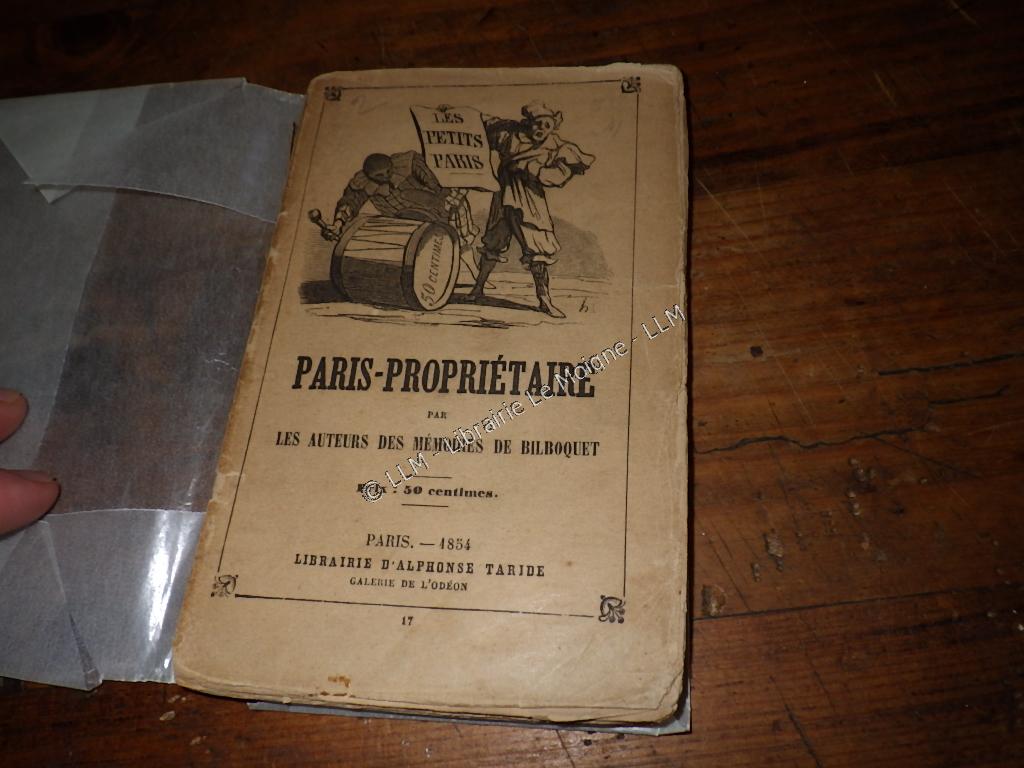 LES
PETITS
PARIS
50 CENTIMES
PARIS-PROPRIÉTAIRE
PAR
LES AUTEURS DES MÉMOIRES DE BILBOQUET
Prix : 50 centimes.
PARIS. — 1854
LIBRAIRIE D'ALPHONSE TARIDE
GALERIE DE L'ODÉON
17
© LLM - Librairie Le Moigne - LLM